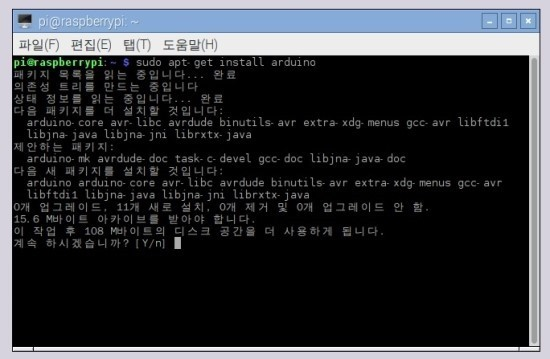 pi@raspberrypi: ~
파일(F) 편집(E) 탭(T) 도움말(H)
pi@raspberrypi:~ $ sudo apt-get install arduino
패키지 목록을 읽는 중입니다... 완료
의존성 트리를 만드는 중입니다
상태 정보를 읽는 중입니다... 완료
다음 패키지를 더 설치할 것입니다:
arduino-core avr-libc avrdude binutils-avr extra-xdg-menus gcc-avr libftdi1
libjna-java libjna-jni librxtx-java
제안하는 패키지:
arduino-mk avrdude-doc task-c-devel gcc-doc libjna-java-doc
다음 새 패키지를 설치할 것입니다:
arduino arduino-core avr-libc avrdude binutils-avr extra-xdg-menus gcc-avr
libftdi1 libjna-java libjna-jni librxtx-java
0개 업그레이드, 11개 새로 설치, 0개 제거 및 0개 업그레이드 안 함.
15.6 M바이트 아카이브를 받아야 합니다.
이 작업 후 108 M바이트의 디스크 공간을 더 사용하게 됩니다.
계속 하시겠습니까? [Y/n]